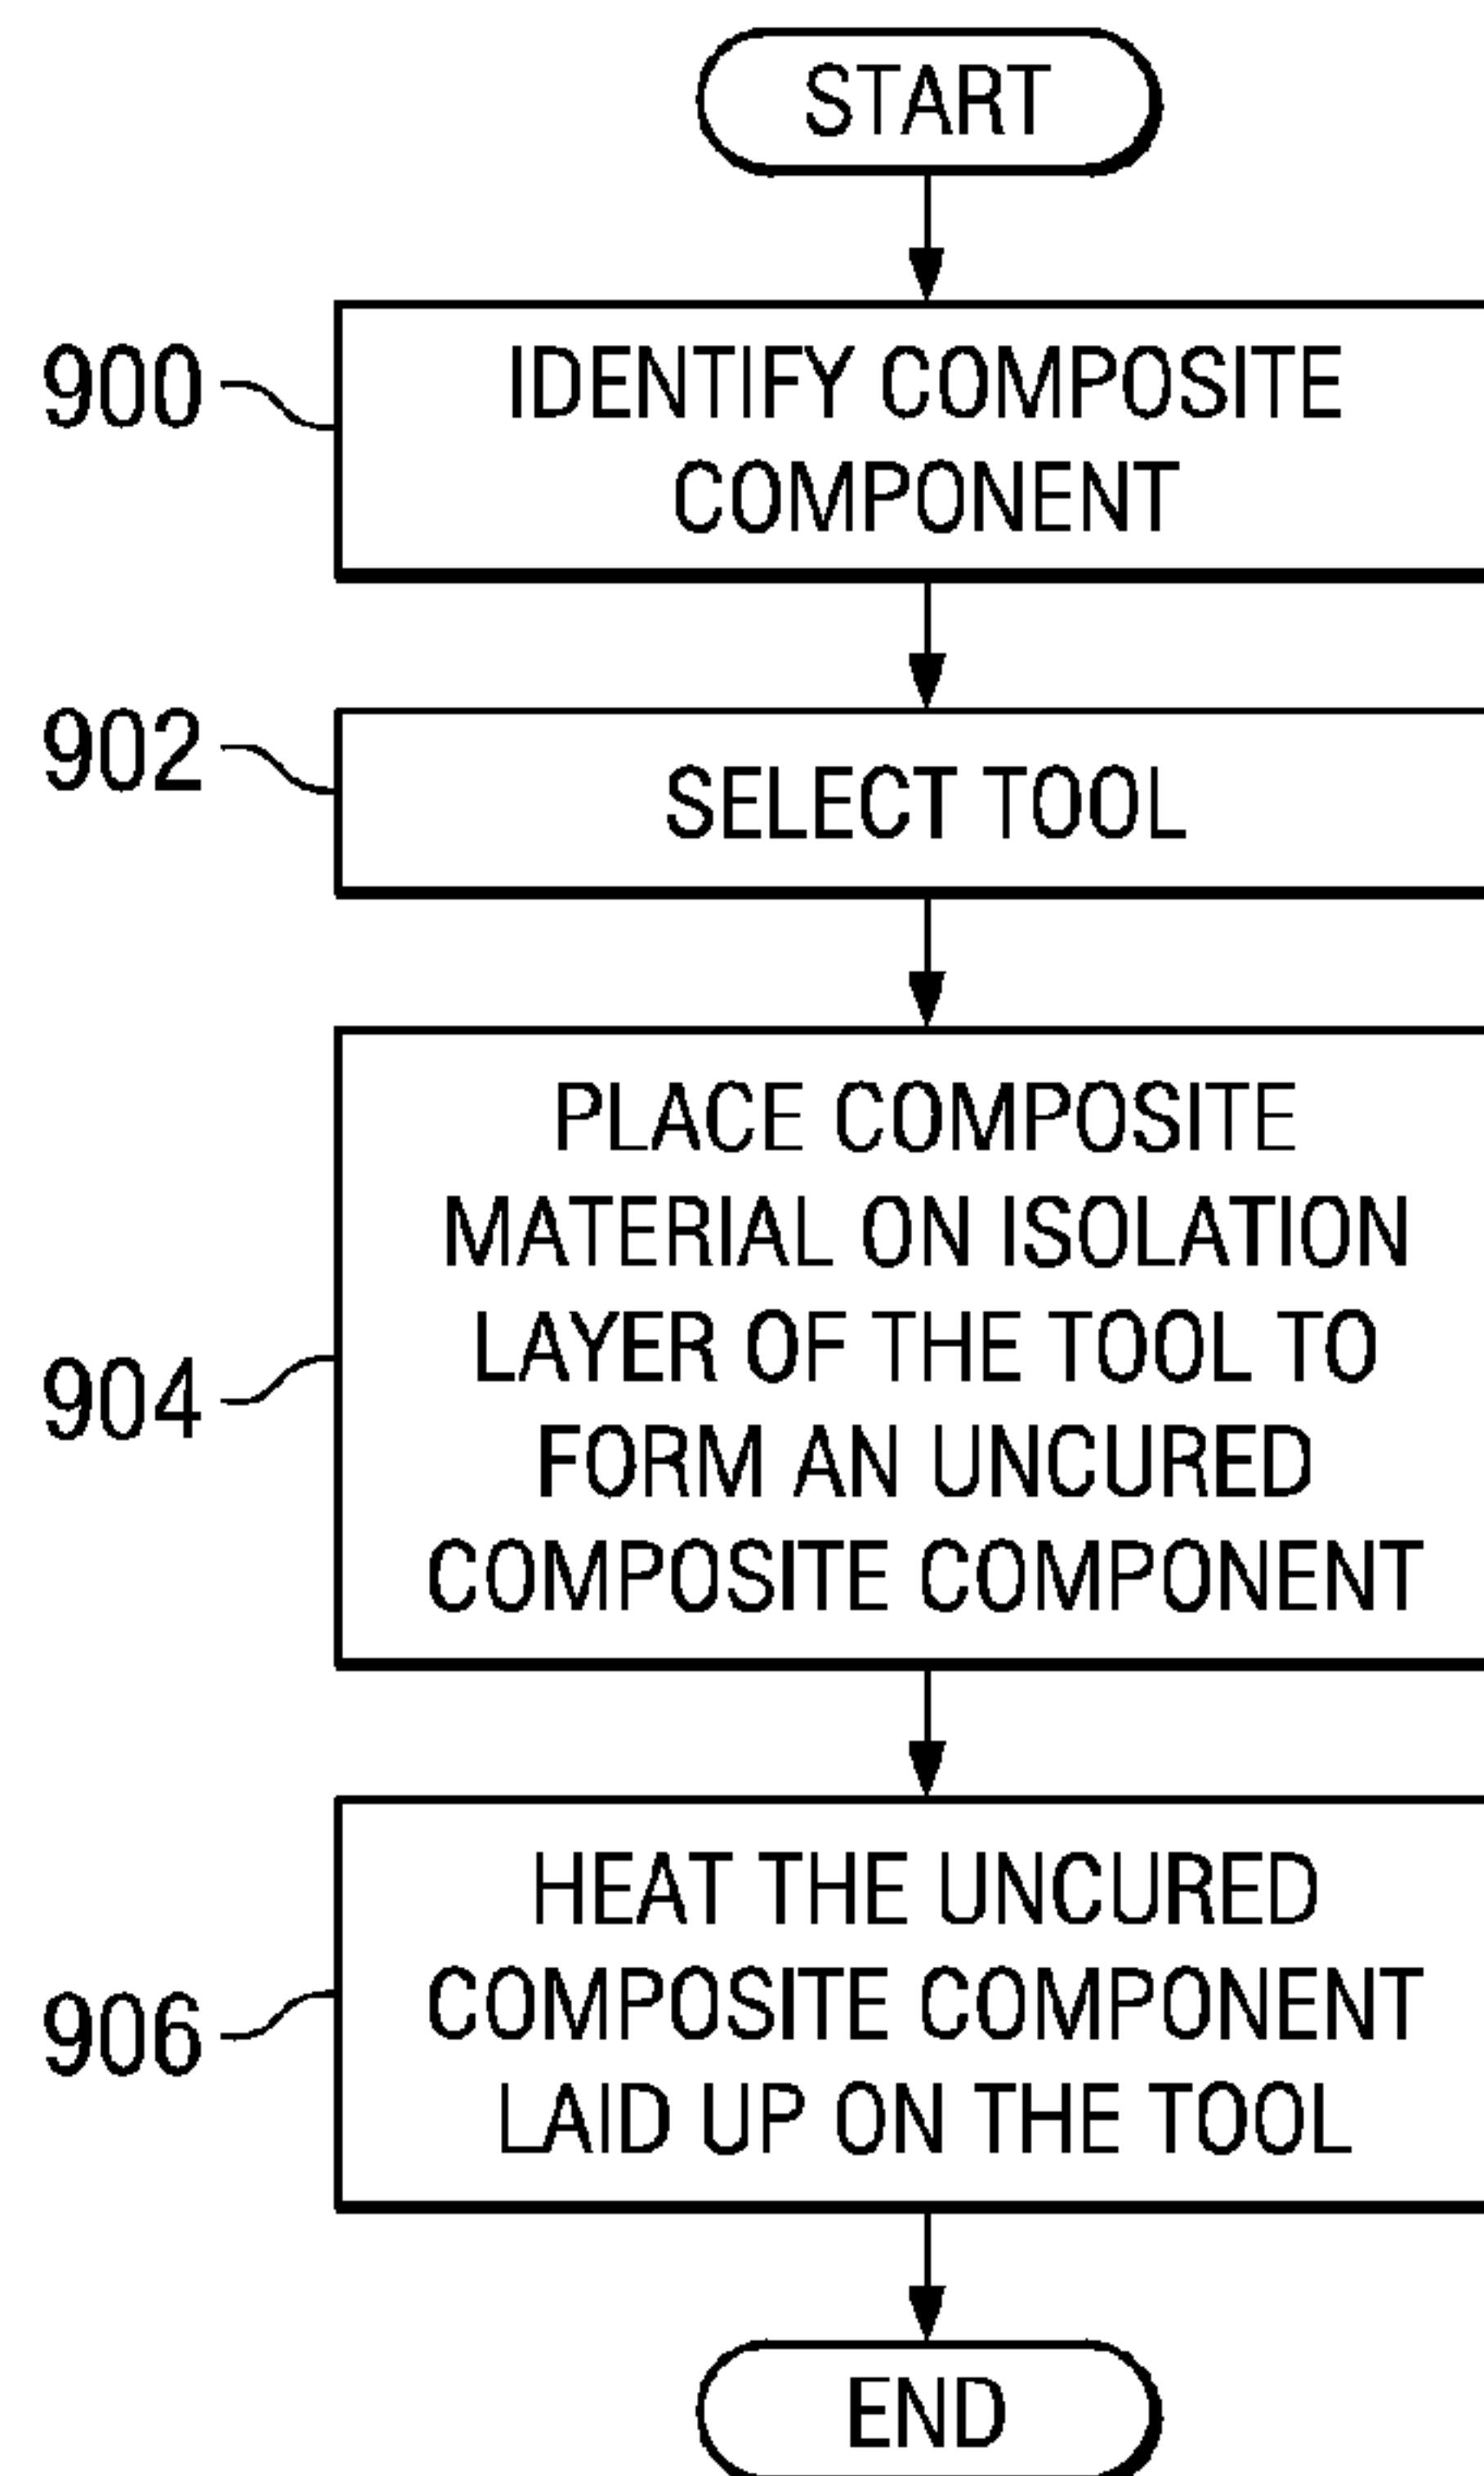 START
900
IDENTIFY COMPOSITE
COMPONENT
902
SELECT TOOL
904
PLACE COMPOSITE
MATERIAL ON ISOLATION
LAYER OF THE TOOL TO
FORM AN UNCURED
COMPOSITE COMPONENT
906
HEAT THE UNCURED
COMPOSITE COMPONENT
LAID UP ON THE TOOL
END